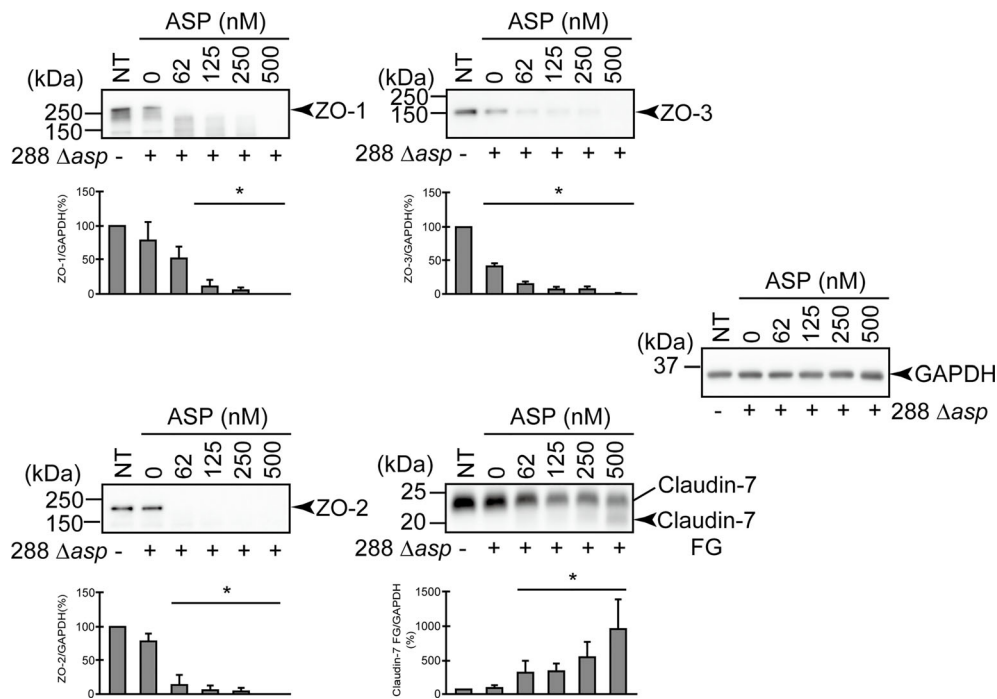 ASP (nM)
(kDa) NT 0 62 125 250 500
250
150
ZO-1
288 Δasp - + + + + +
ZO-1/GAPDH(%)
150
100
50
0
*
ASP (nM)
(kDa) NT 0 62 125 250 500
250
150
ZO-3
288 Δasp - + + + + +
ZO-3/GAPDH(%)
150
100
50
0
*
ASP (nM)
(kDa) NT 0 62 125 250 500
37
GAPDH
- + + + + + 288 Δasp
ASP (nM)
(kDa) NT 0 62 125 250 500
250
150
ZO-2
288 Δasp - + + + + +
ZO-2/GAPDH(%)
150
100
50
0
*
ASP (nM)
(kDa) NT 0 62 125 250 500
25
20
Claudin-7
Claudin-7
FG
288 Δasp - + + + + +
Claudin-7 FG/GAPDH
(%)
1500
1000
500
0
*